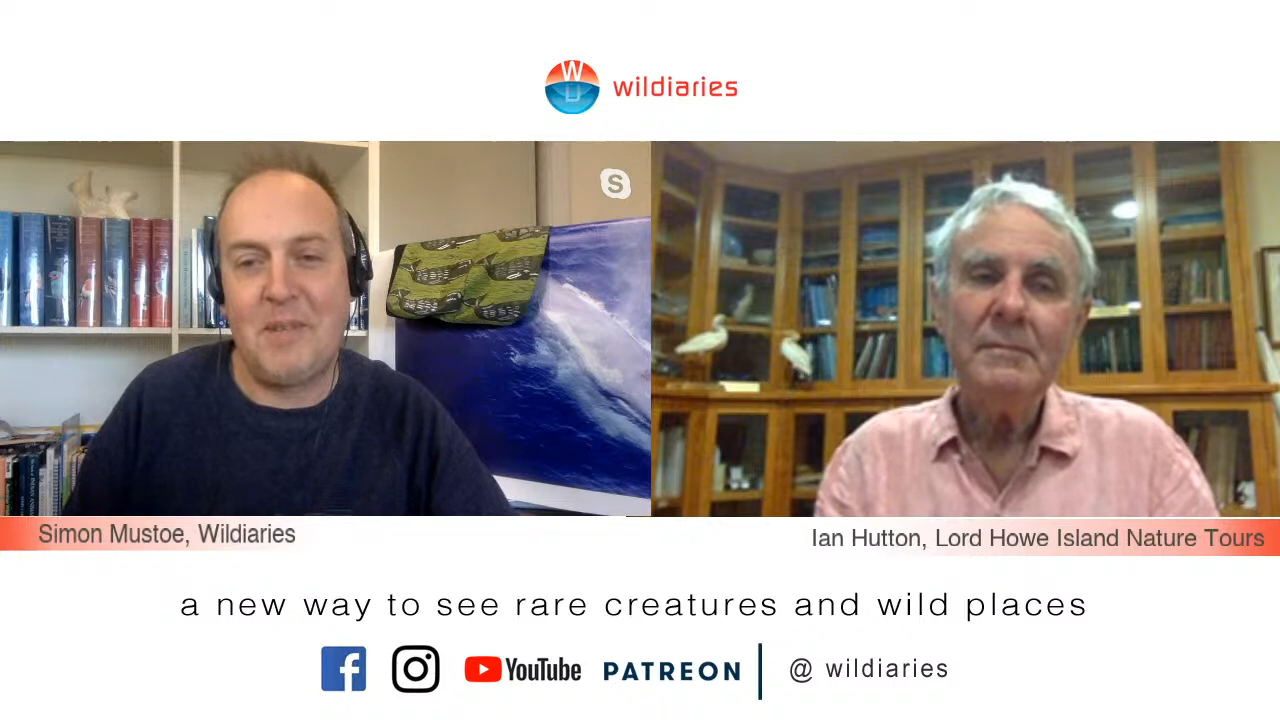 W
D
wildiaries
S
Simon Mustoe, Wildiaries
Ian Hutton, Lord Howe Island Nature Tours
a new way to see rare creatures and wild places
f
YouTube
PATREON
@ wildiaries